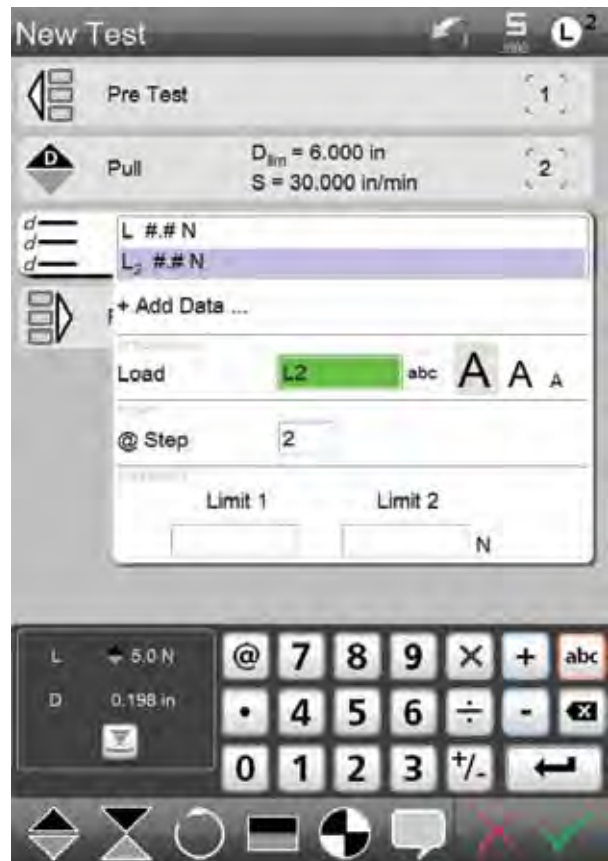 New Test
S
L 2
Pre Test 1
D
Pull
Dlim = 6.000 in
S = 30.000 in/min
2
d
d
d
L #.# N
L2 #.# N
+ Add Data ...
Load L2 abc A A A
@ Step 2
Limit 1 Limit 2
N
L 5.0 N
D 0.198 in
@ 7 8 9 × + abc
. 4 5 6 ÷ -
0 1 2 3 +/-